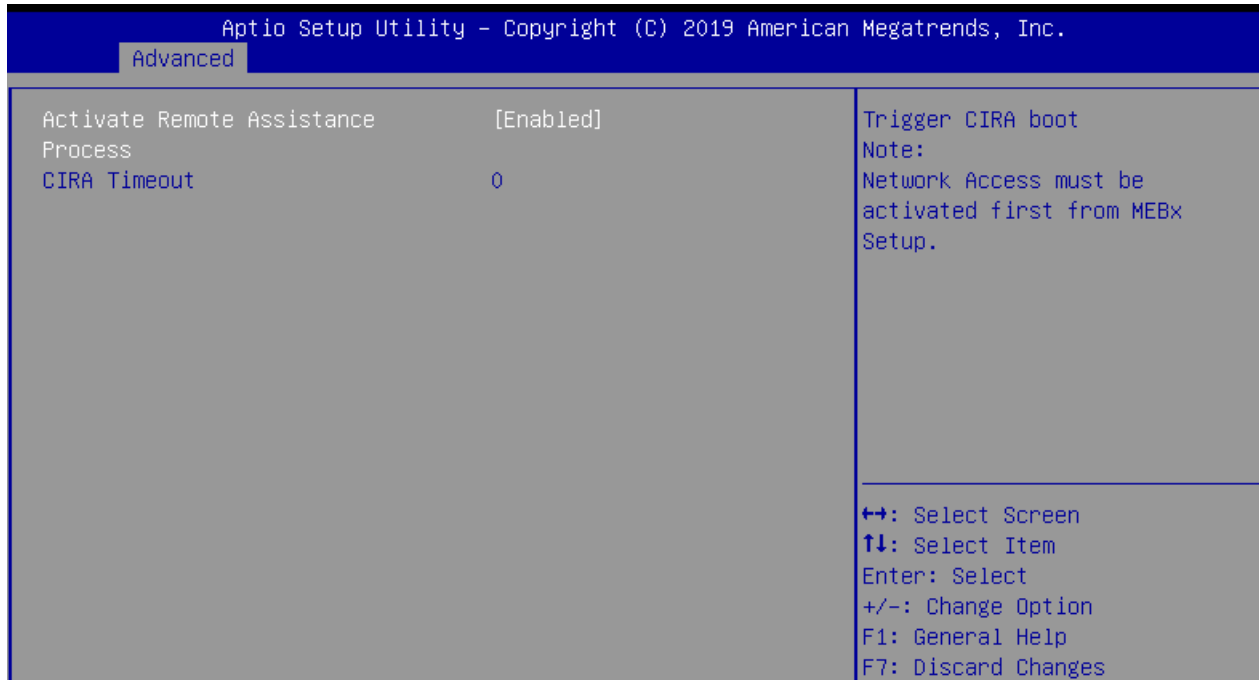 Aptio Setup Utility – Copyright (C) 2019 American Megatrends, Inc.
Advanced
Activate Remote Assistance [Enabled]
Process
CIRA Timeout 0
Trigger CIRA boot
Note:
Network Access must be
activated first from MEBx
Setup.
↔: Select Screen
↑↓: Select Item
Enter: Select
+/-: Change Option
F1: General Help
F7: Discard Changes